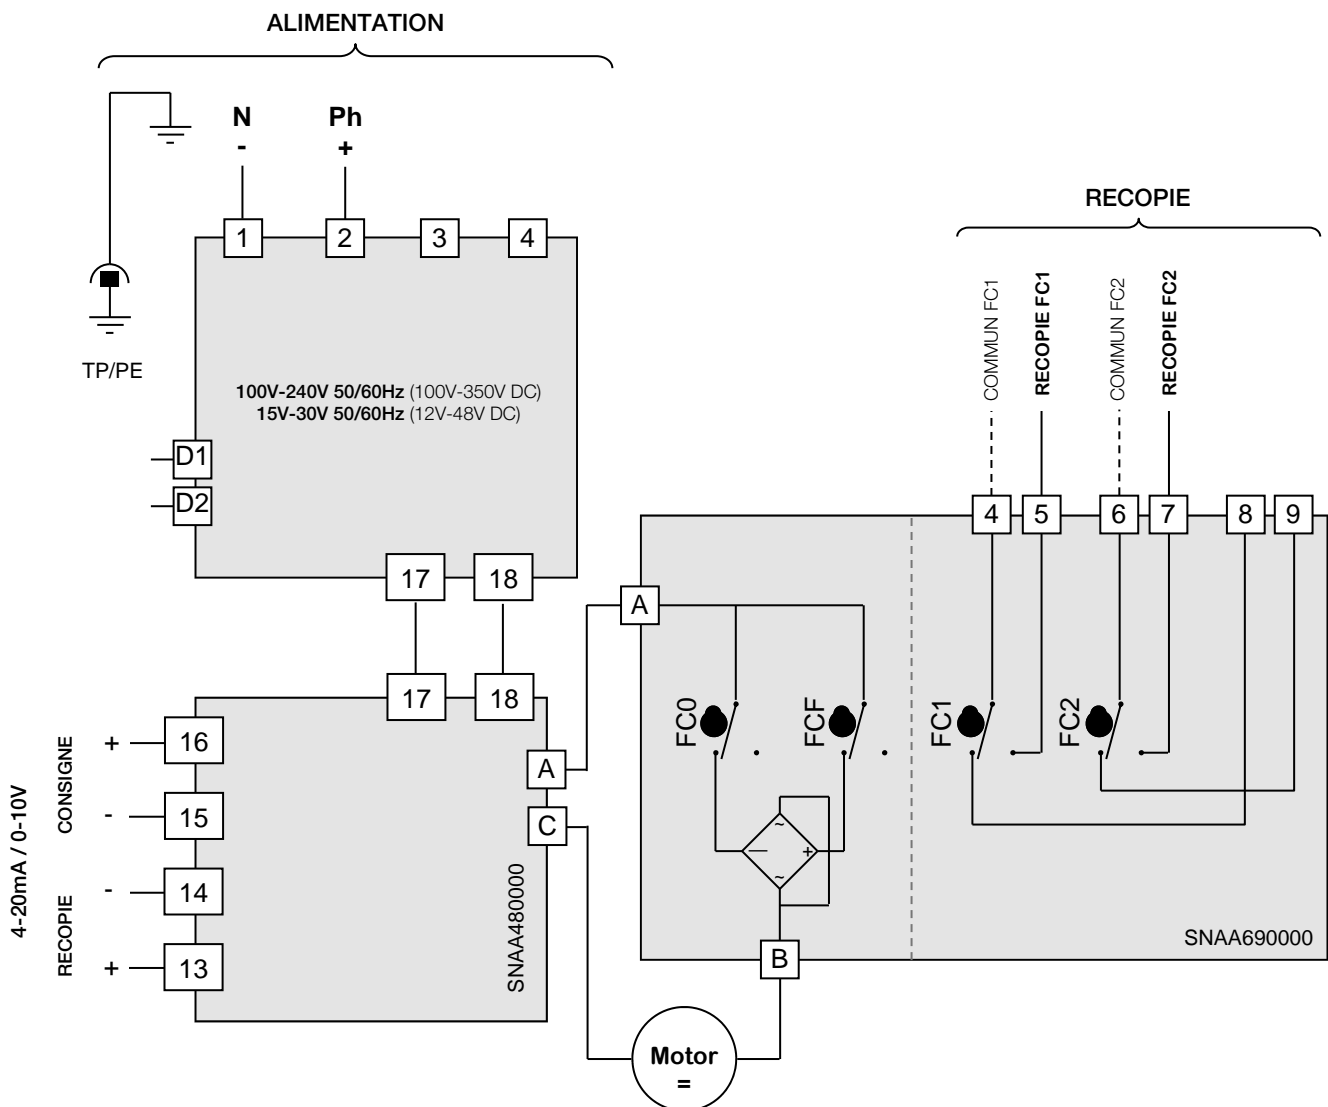 ALIMENTATION
N
-
Ph
+
1
2
3
4
TP/PE
100V-240V 50/60Hz (100V-350V DC)
15V-30V 50/60Hz (12V-48V DC)
D1
D2
17
18
17
18
RECOPIE
COMMUN FC1
RECOPIE FC1
COMMUN FC2
RECOPIE FC2
4
5
6
7
8
9
A
FC0
FCF
FC1
FC2
~
—
+
~
B
SNAA690000
4-20mA / 0-10V
CONSIGNE
RECOPIE
+
16
-
15
-
14
+
13
A
C
SNAA480000
Motor
=